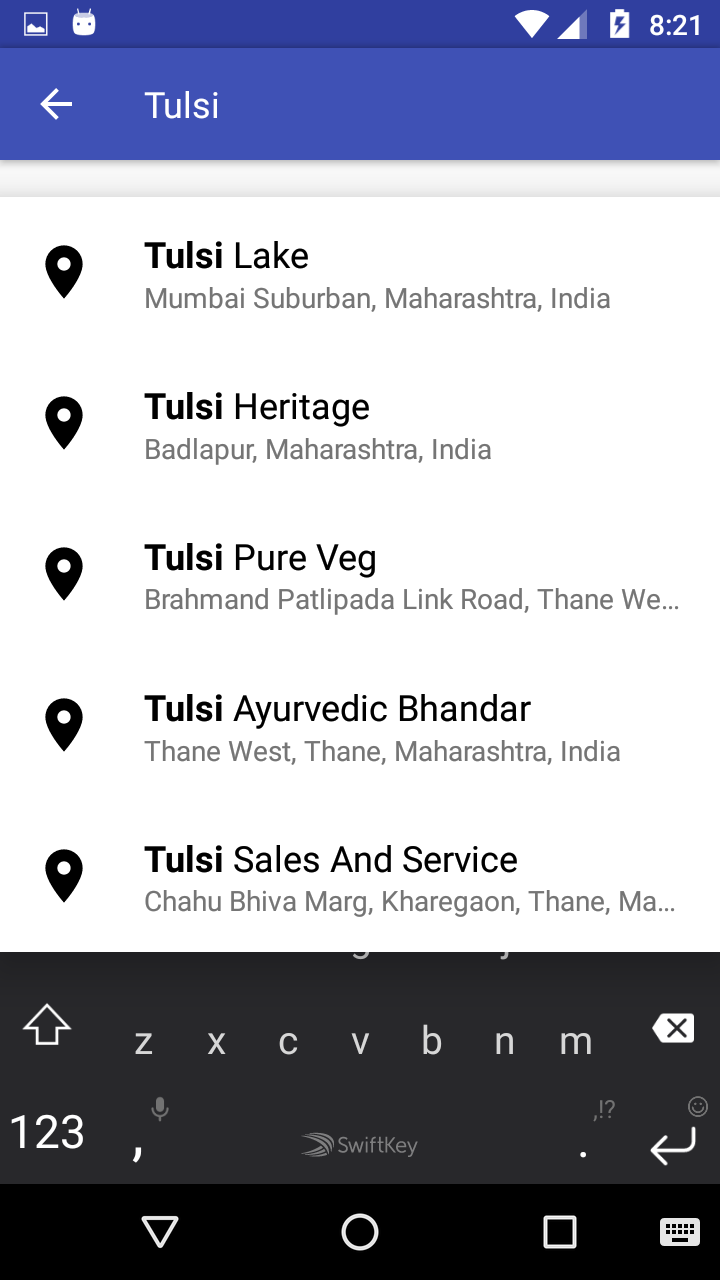 8:21
Tulsi
Tulsi Lake
Mumbai Suburban, Maharashtra, India
Tulsi Heritage
Badlapur, Maharashtra, India
Tulsi Pure Veg
Brahmand Patlipada Link Road, Thane We...
Tulsi Ayurvedic Bhandar
Thane West, Thane, Maharashtra, India
Tulsi Sales And Service
Chahu Bhiva Marg, Kharegaon, Thane, Ma...
z x c v b n m
,!?
123 , SwiftKey .